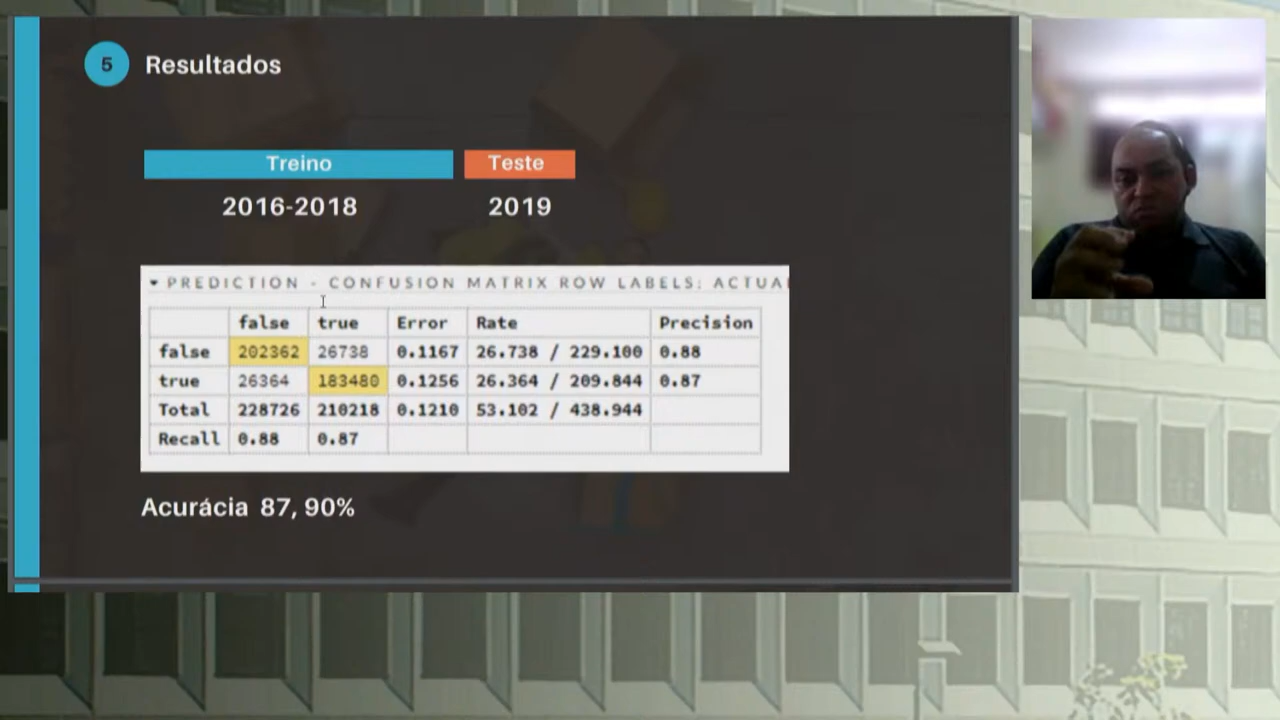 5 Resultados
Treino Teste
2016-2018 2019
PREDICTION - CONFUSION MATRIX ROW LABELS: ACTUAL
false true Error Rate Precision
false 202362 26738 0.1167 26.738 / 229.100 0.88
true 26364 183480 0.1256 26.364 / 209.844 0.87
Total 228726 210218 0.1210 53.102 / 438.944
Recall 0.88 0.87
Acurácia 87, 90%